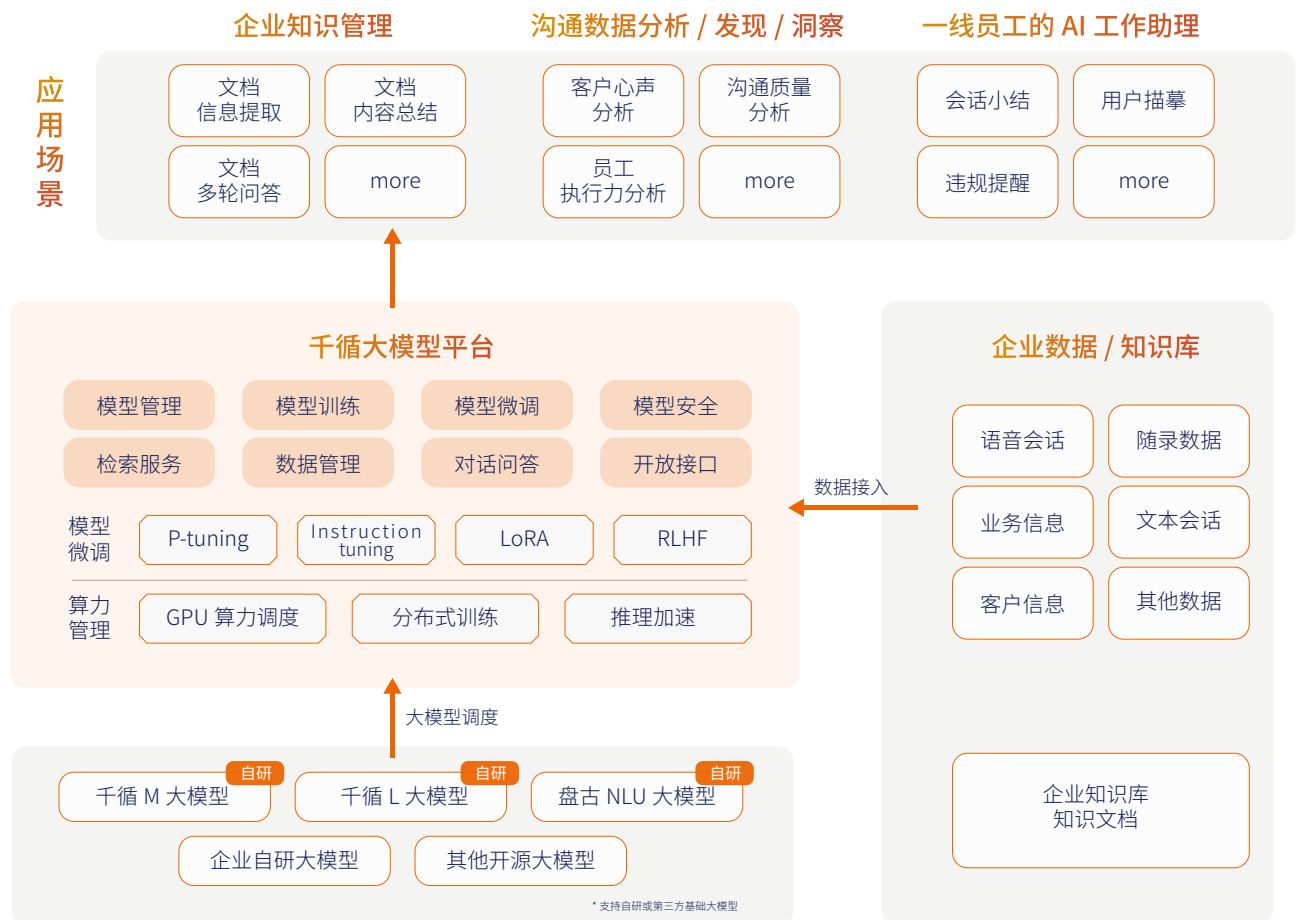 企业知识管理
沟通数据分析 / 发现 / 洞察
一线员工的 AI 工作助理
应用场景
文档
信息提取
文档
内容总结
文档
多轮问答
more
客户心声
分析
沟通质量
分析
员工
执行力分析
more
会话小结
用户描摹
违规提醒
more
千循大模型平台
模型管理
模型训练
模型微调
模型安全
检索服务
数据管理
对话问答
开放接口
模型
微调
P-tuning
Instruction
tuning
LoRA
RLHF
算力
管理
GPU 算力调度
分布式训练
推理加速
数据接入
企业数据 / 知识库
语音会话
随录数据
业务信息
文本会话
客户信息
其他数据
企业知识库
知识文档
大模型调度
自研
千循 M 大模型
自研
千循 L 大模型
自研
盘古 NLU 大模型
企业自研大模型
其他开源大模型
* 支持自研或第三方基础大模型